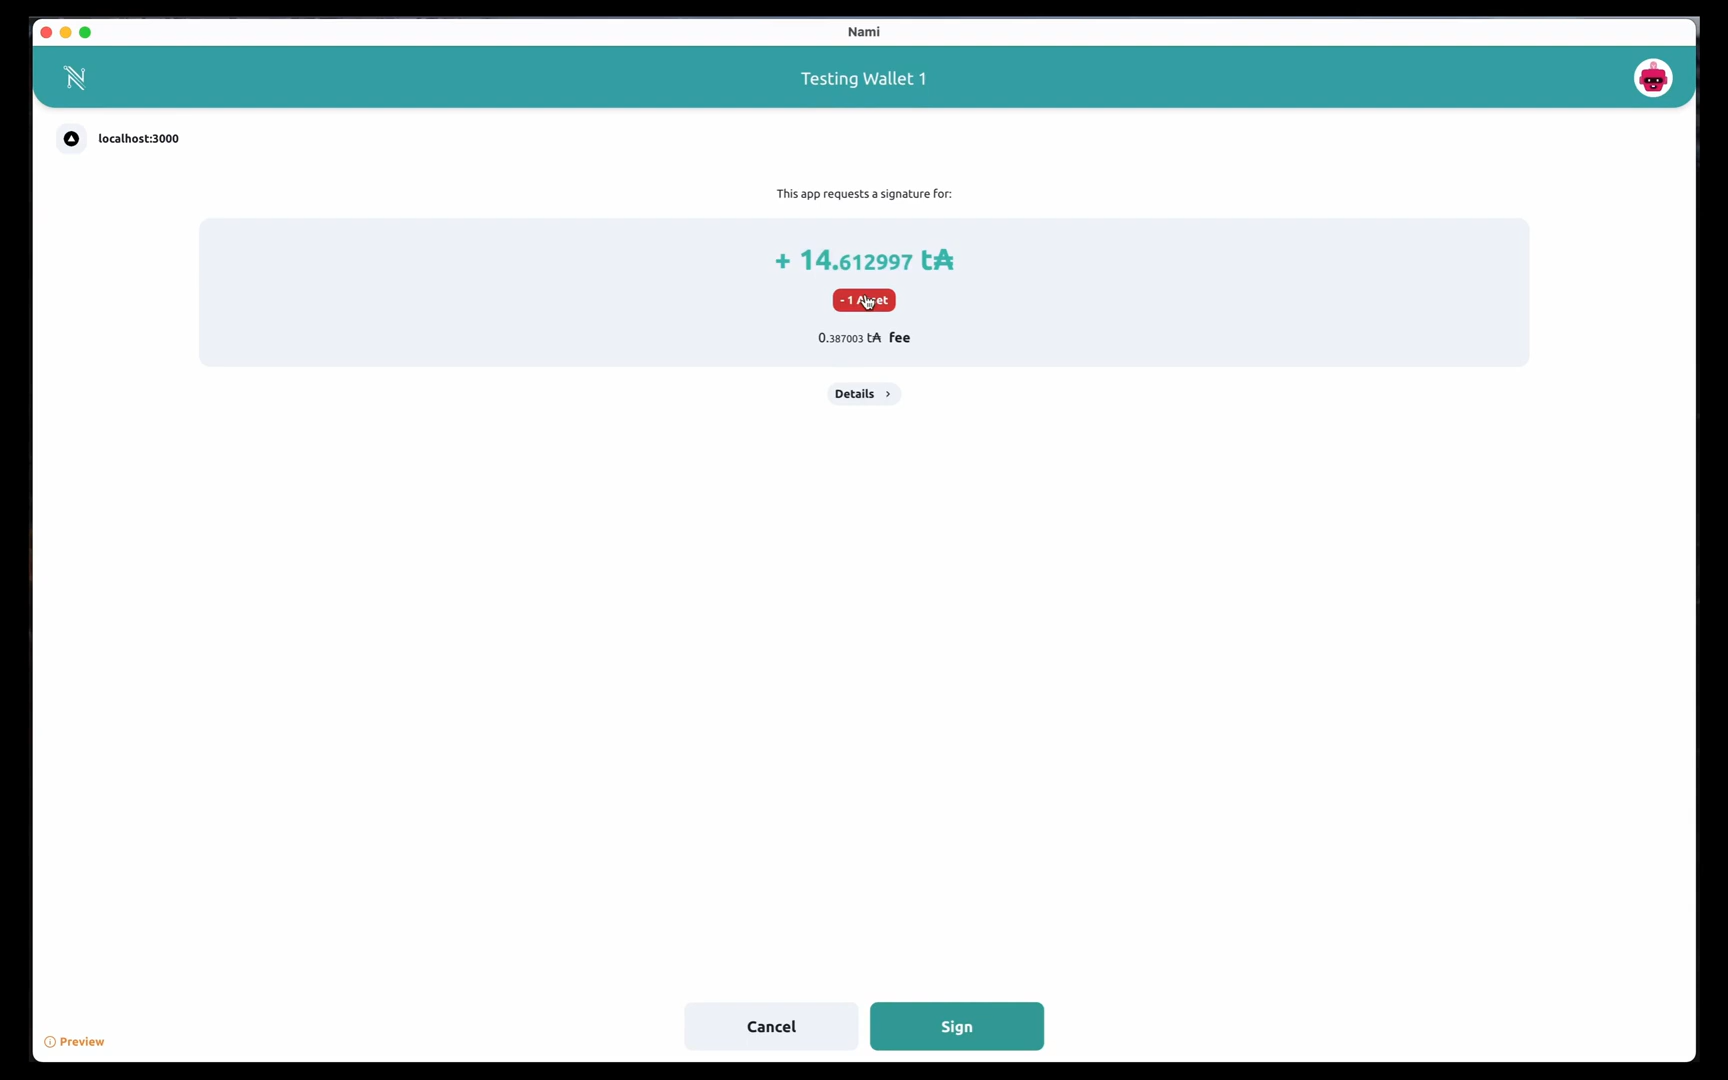 Nami
Testing Wallet 1
localhost:3000
This app requests a signature for:
+ 14.612997 t₳
- 1
0.387003 t₳ fee
Details
Cancel
Sign
Preview